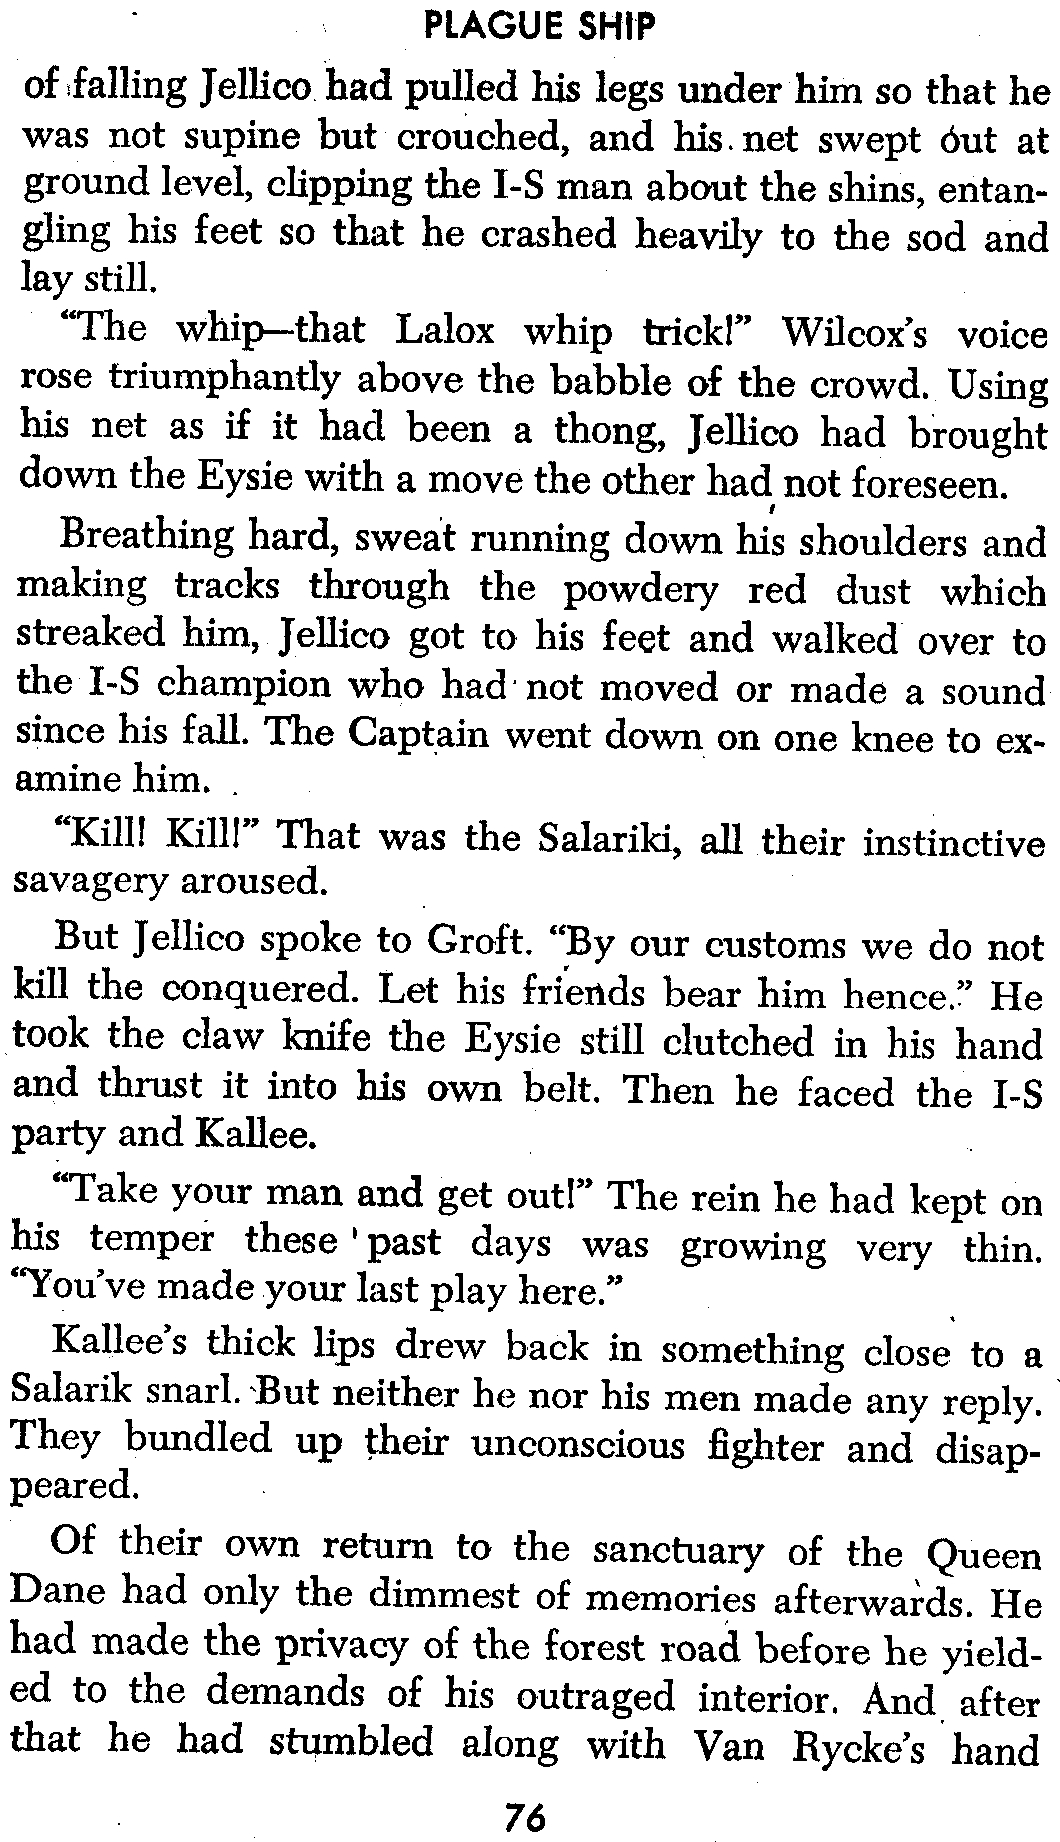 PLAGUE SHIP
of falling Jellico had pulled his legs under him so that he
was not supine but crouched, and his net swept out at
ground level, clipping the I-S man about the shins, entan-
gling his feet so that he crashed heavily to the sod and
lay still.
“The whip—that Lalox whip trick!” Wilcox’s voice
rose triumphantly above the babble of the crowd. Using
his net as if it had been a thong, Jellico had brought
down the Eysie with a move the other had not foreseen.
Breathing hard, sweat running down his shoulders and
making tracks through the powdery red dust which
streaked him, Jellico got to his feet and walked over to
the I-S champion who had not moved or made a sound
since his fall. The Captain went down on one knee to ex-
amine him.
“Kill! Kill!” That was the Salariki, all their instinctive
savagery aroused.
But Jellico spoke to Groft. “By our customs we do not
kill the conquered. Let his friends bear him hence.” He
took the claw knife the Eysie still clutched in his hand
and thrust it into his own belt. Then he faced the I-S
party and Kallee.
“Take your man and get out!” The rein he had kept on
his temper these past days was growing very thin.
“You’ve made your last play here.”
Kallee’s thick lips drew back in something close to a
Salarik snarl. But neither he nor his men made any reply.
They bundled up their unconscious fighter and disap-
peared.
Of their own return to the sanctuary of the Queen
Dane had only the dimmest of memories afterwards. He
had made the privacy of the forest road before he yield-
ed to the demands of his outraged interior. And after
that he had stumbled along with Van Rycke’s hand
76